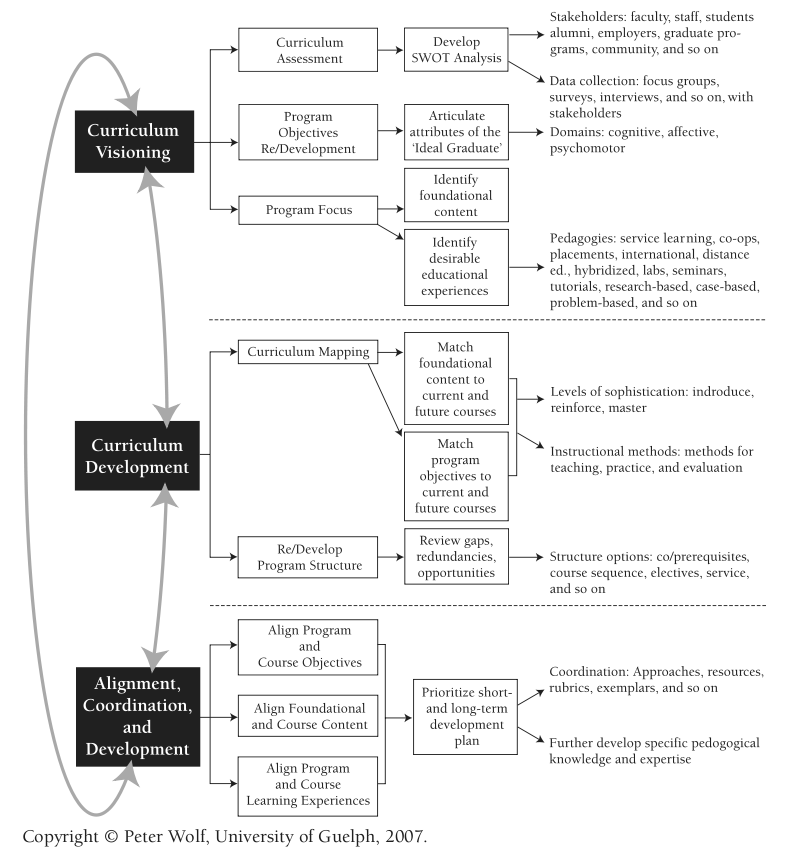 Curriculum
Visioning
Curriculum
Assessment
Develop
SWOT Analysis
Stakeholders: faculty, staff, students
alumni, employers, graduate pro-
grams, community, and so on
Data collection: focus groups,
surveys, interviews, and so on, with
stakeholders
Program
Objectives
Re/Development
Articulate
attributes of the
‘Ideal Graduate’
Domains: cognitive, affective,
psychomotor
Program Focus
Identify
foundational
content
Identify
desirable
educational
experiences
Pedagogies: service learning, co-ops,
placements, international, distance
ed., hybridized, labs, seminars,
tutorials, research-based, case-based,
problem-based, and so on
Curriculum
Development
Curriculum Mapping
Match
foundational
content to
current and
future courses
Match
program
objectives to
current and
future courses
Levels of sophistication: indroduce,
reinforce, master
Instructional methods: methods for
teaching, practice, and evaluation
Re/Develop
Program Structure
Review gaps,
redundancies,
opportunities
Structure options: co/prerequisites,
course sequence, electives, service,
and so on
Alignment,
Coordination,
and
Development
Align Program
and
Course Objectives
Align Foundational
and Course Content
Align Program
and Course
Learning Experiences
Prioritize short-
and long-term
development
plan
Coordination: Approaches, resources,
rubrics, exemplars, and so on
Further develop specific pedogogical
knowledge and expertise
Copyright © Peter Wolf, University of Guelph, 2007.